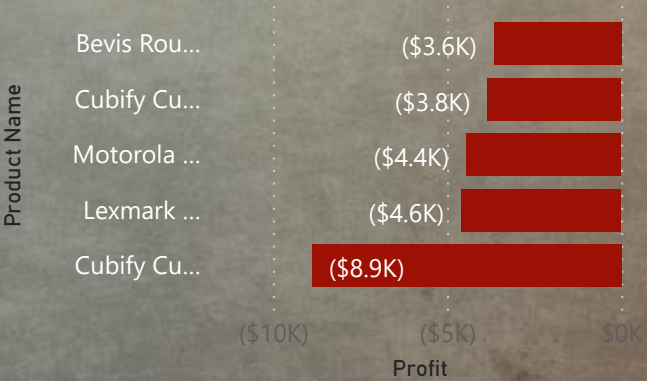 Product Name
Bevis Rou... ($3.6K)
Cubify Cu... ($3.8K)
Motorola ... ($4.4K)
Lexmark ... ($4.6K)
Cubify Cu... ($8.9K)
($10K) ($5K) $0K
Profit